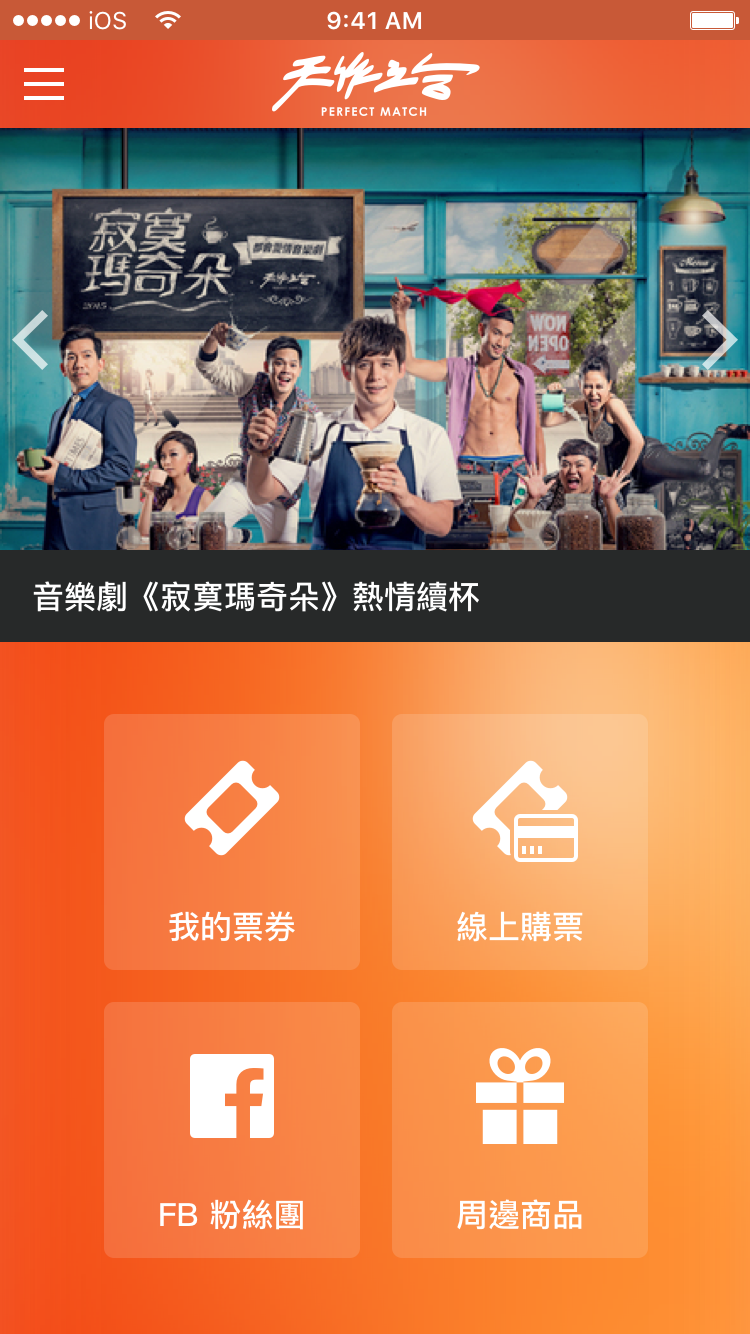 iOS
9:41 AM
天作之合
PERFECT MATCH
寂寞
瑪奇朵
都會愛情音樂劇
天作之合
2015
Menu
NOW
OPEN
音樂劇《寂寞瑪奇朵》熱情續杯
我的票券
線上購票
FB 粉絲團
周邊商品